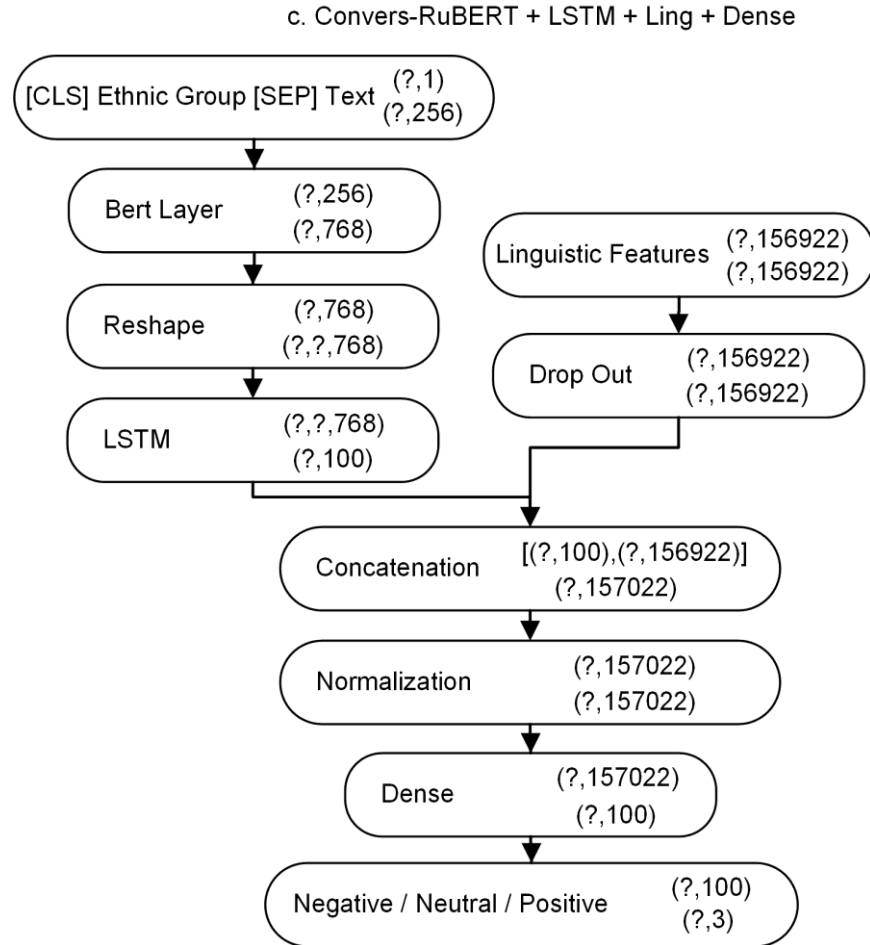 c. Convers-RuBERT + LSTM + Ling + Dense
[CLS] Ethnic Group [SEP] Text (?,1)
(?,256)
Bert Layer (?,256)
(?,768)
Linguistic Features (?,156922)
(?,156922)
Reshape (?,768)
(?,?,768)
Drop Out (?,156922)
(?,156922)
LSTM (?,?,768)
(?,100)
Concatenation [(?,100),(?,156922)]
(?,157022)
Normalization (?,157022)
(?,157022)
Dense (?,157022)
(?,100)
Negative / Neutral / Positive (?,100)
(?,3)